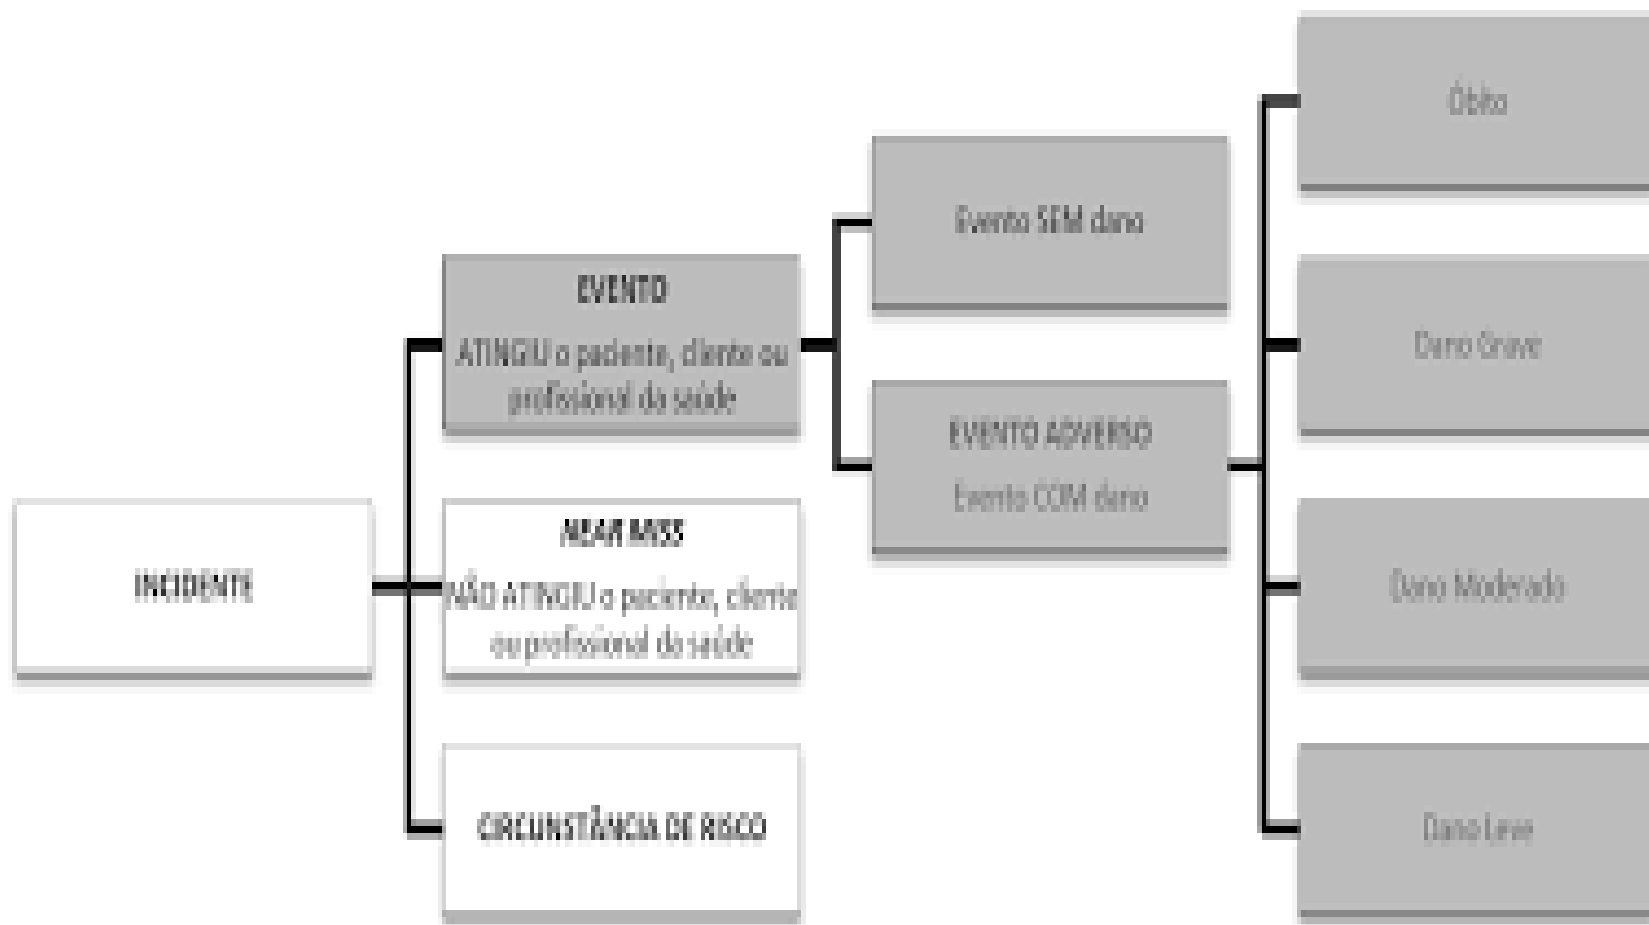 INCIDENTE
EVENTO
ATINGIU o paciente, cliente ou
profissional da saúde
NEAR MISS
NÃO ATINGIU o paciente, cliente
ou profissional da saúde
CIRCUNSTÂNCIA DE RISCO
Evento SEM dano
EVENTO ADVERSO
Evento COM dano
Óbito
Dano Grave
Dano Moderado
Dano Leve